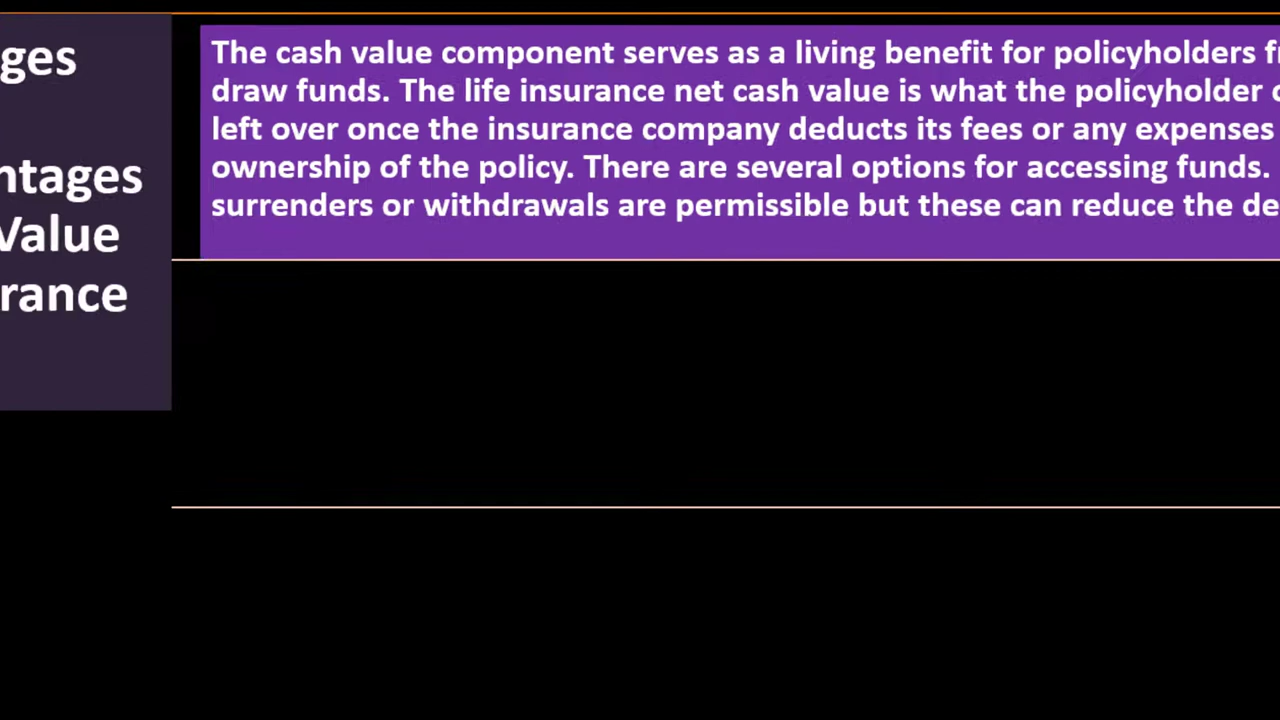 ges
ntages
Value
rance
The cash value component serves as a living benefit for policyholders
draw funds. The life insurance net cash value is what the policyholder
left over once the insurance company deducts its fees or any expenses
ownership of the policy. There are several options for accessing funds.
surrenders or withdrawals are permissible but these can reduce the de